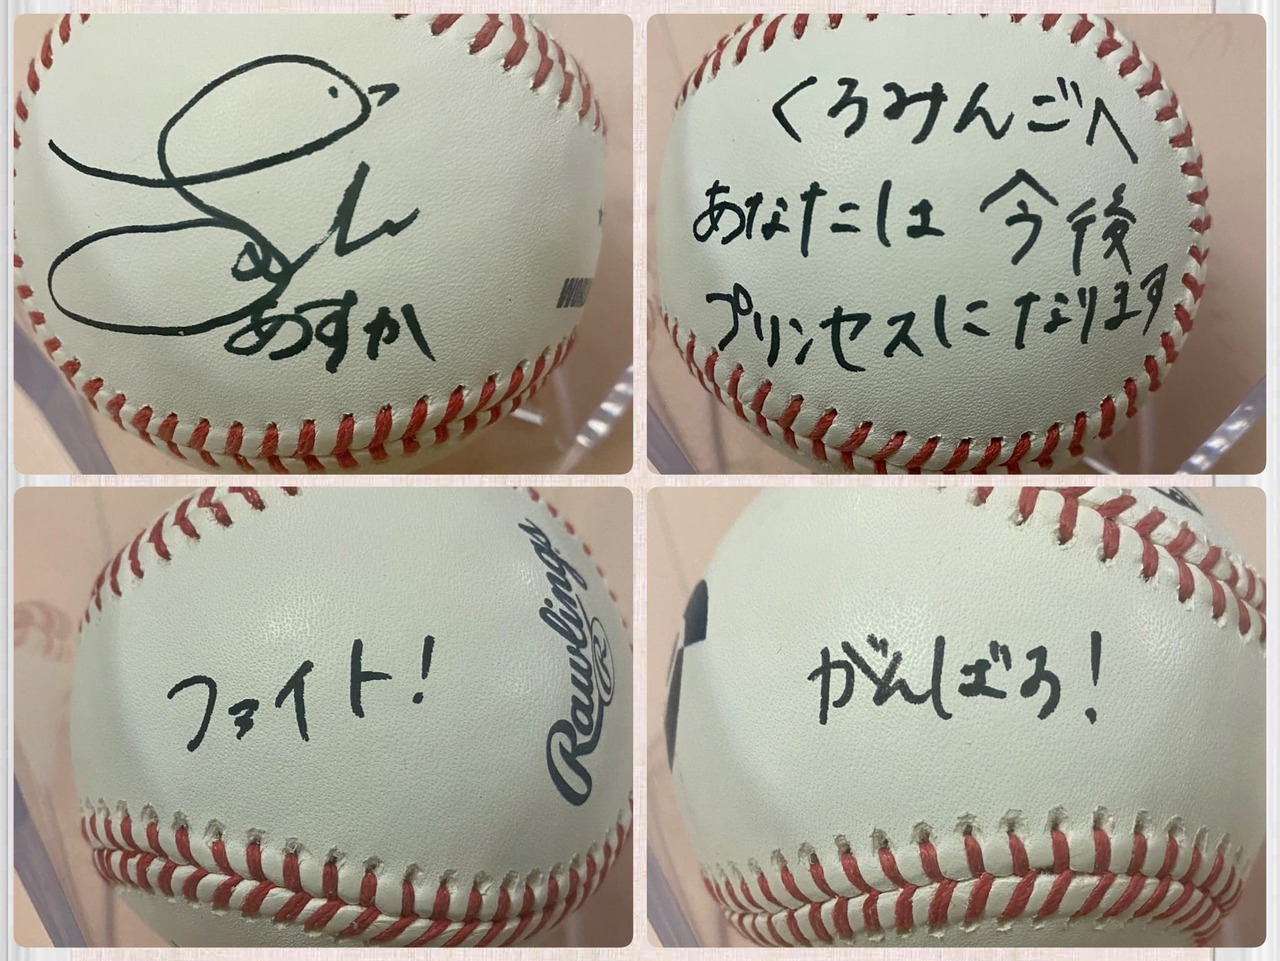 あすか
くろみんごへ
あなたは 今後
プリンセスになります
ファイト!
Rawlings
R
がんばろ!